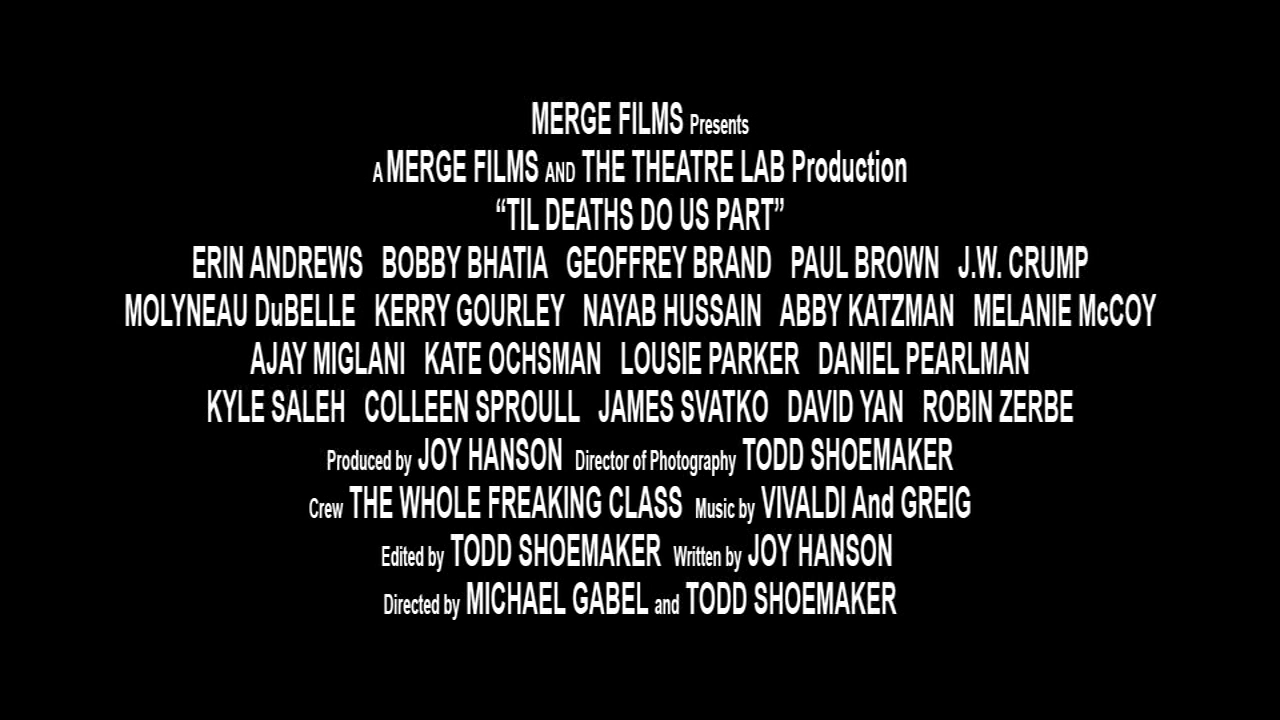 MERGE FILMS Presents
A MERGE FILMS AND THE THEATRE LAB Production
“TIL DEATHS DO US PART”
ERIN ANDREWS BOBBY BHATIA GEOFFREY BRAND PAUL BROWN J.W. CRUMP
MOLYNEAU DuBELLE KERRY GOURLEY NAYAB HUSSAIN ABBY KATZMAN MELANIE McCOY
AJAY MIGLANI KATE OCHSMAN LOUSIE PARKER DANIEL PEARLMAN
KYLE SALEH COLLEEN SPROULL JAMES SVATKO DAVID YAN ROBIN ZERBE
Produced by JOY HANSON Director of Photography TODD SHOEMAKER
Crew THE WHOLE FREAKING CLASS Music by VIVALDI And GREIG
Edited by TODD SHOEMAKER Written by JOY HANSON
Directed by MICHAEL GABEL and TODD SHOEMAKER